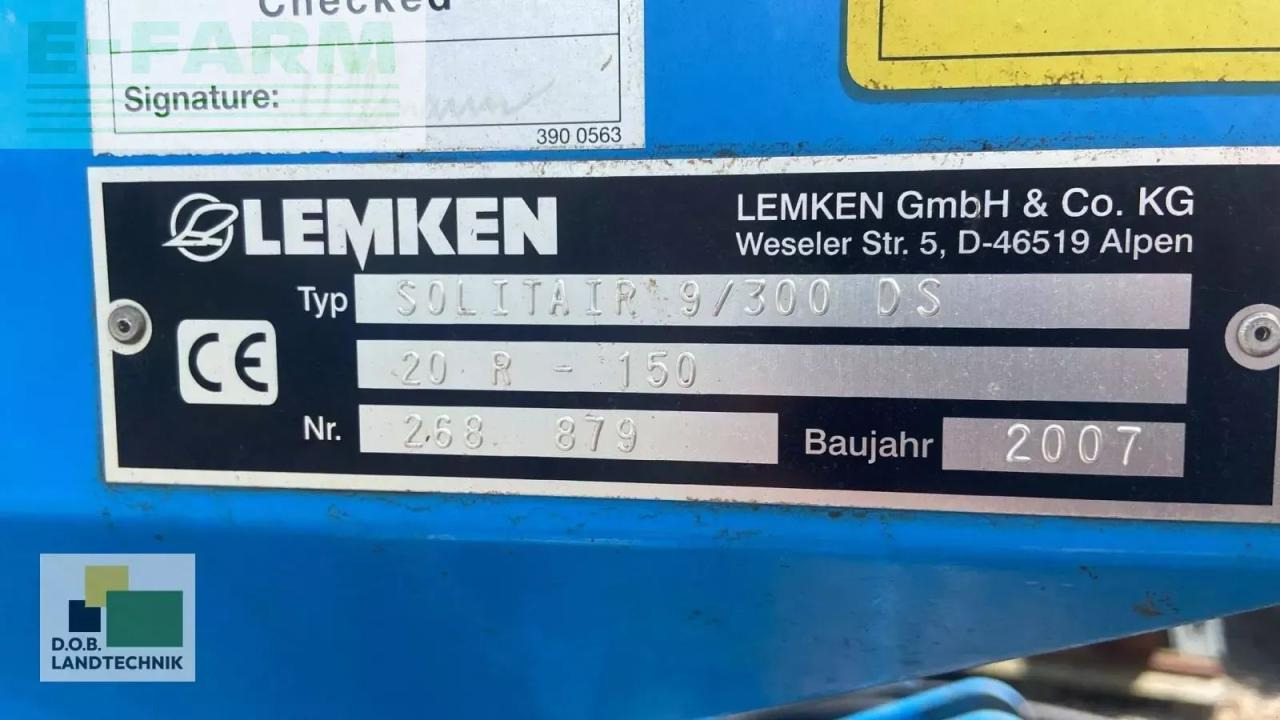 Checked
E-FARM
Signature:
390 0563
LEMKEN
LEMKEN GmbH & Co. KG
Weseler Str. 5, D-46519 Alpen
Typ SOLITAIR 9/300 DS
CE
20 R - 150
Nr. 268 879
Baujahr 2007
D.O.B.
LANDTECHNIK